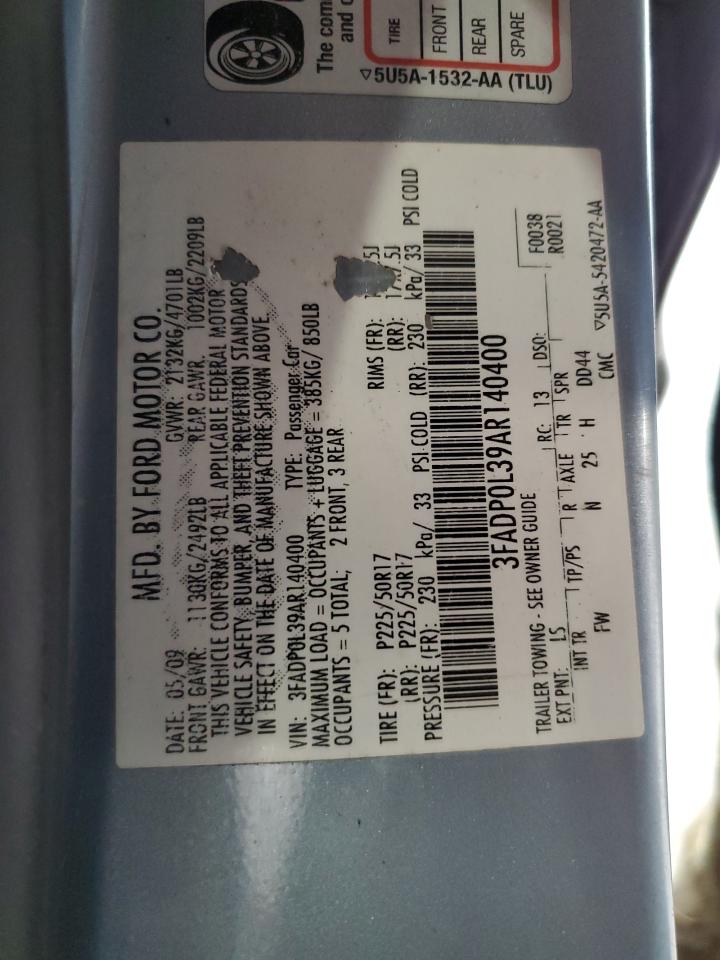 The com
and c
TIRE
FRONT
REAR
SPARE
▽5U5A-1532-AA (TLU)
MFD. BY FORD MOTOR CO.
DATE: 05/09 GVWR: 2132KG/4701LB
FRONT GAWR: 1130KG/2492LB REAR GAWR: 1002KG/2209LB
THIS VEHICLE CONFORMS TO ALL APPLICABLE FEDERAL MOTOR
VEHICLE SAFETY, BUMPER, AND THEFT PREVENTION STANDARDS
IN EFFECT ON THE DATE OF MANUFACTURE SHOWN ABOVE.
VIN: 3FADP0L39AR140400 TYPE: Passenger Car
MAXIMUM LOAD = OCCUPANTS + LUGGAGE = 385KG/ 850LB
OCCUPANTS = 5 TOTAL; 2 FRONT, 3 REAR
TIRE (FR): P225/50R17 RIMS (FR): .5J
(RR): P225/50R17 (RR): .5J
PRESSURE (FR): 230 kPa/ 33 PSI COLD (RR): 230 kPa/ 33 PSI COLD
3FADP0L39AR140400
TRAILER TOWING - SEE OWNER GUIDE
EXT PNT: LS RC: 13 DSO: F0038
R0021
INT TR TP/PS R AXLE TR SPR
FW N 25 H DD44
CMC
▽5U5A-5420472-AA